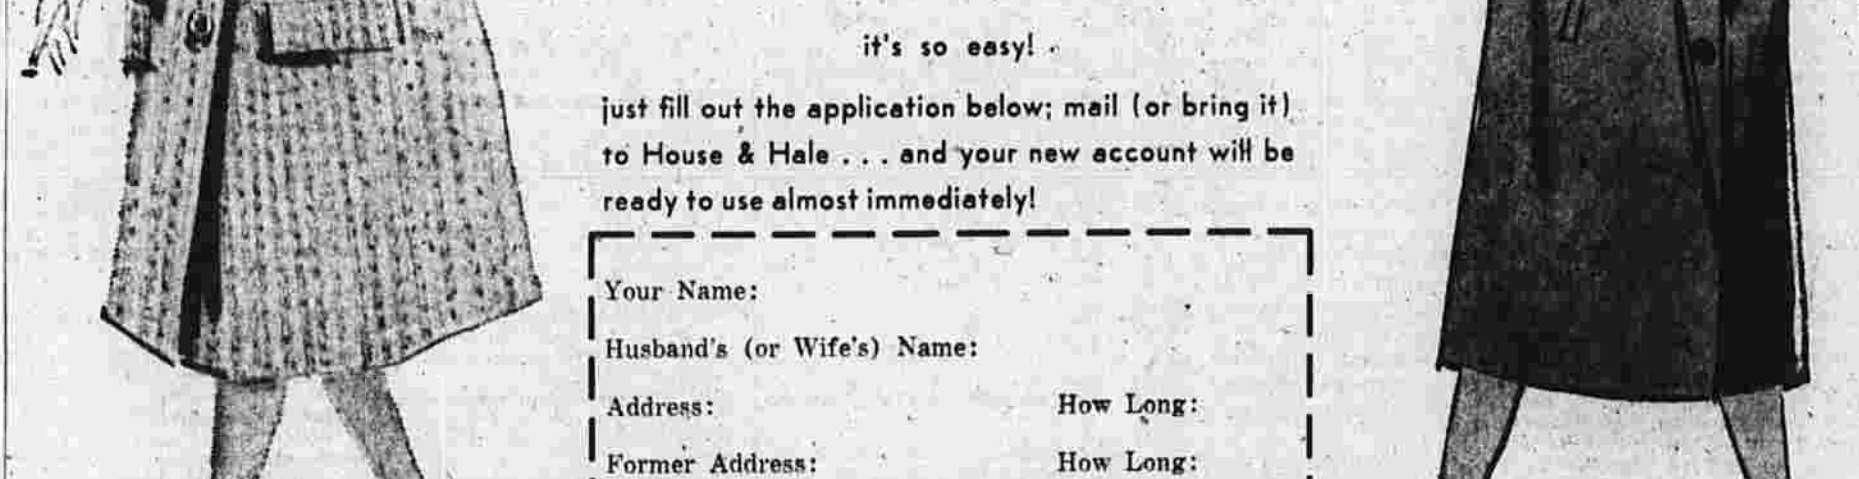 it's so easy!
just fill out the application below; mail (or bring it)
to House & Hale . . . and your new account will be
ready to use almost immediately!
Your Name:
Husband's (or Wife's) Name:
Address: How Long:
Former Address: How Long: